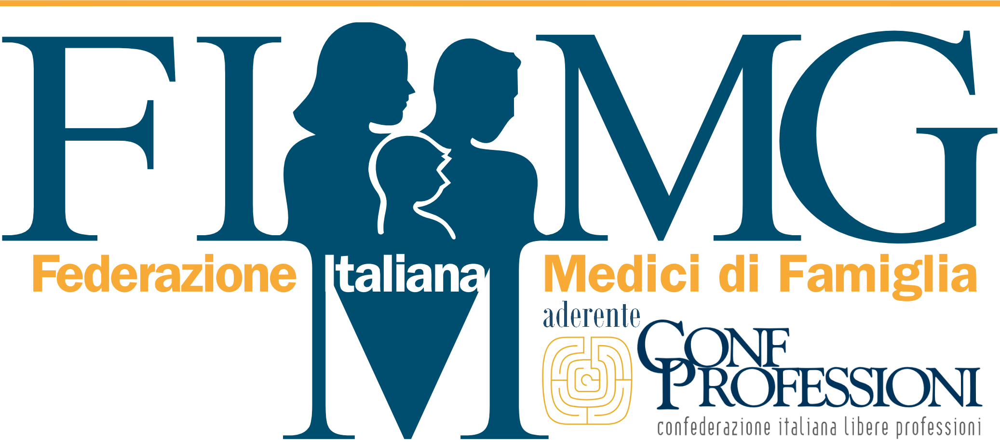 FIMMG
Federazione Italiana Medici di Famiglia
aderente
CONF
PROFESSIONI
confederazione italiana libere professioni